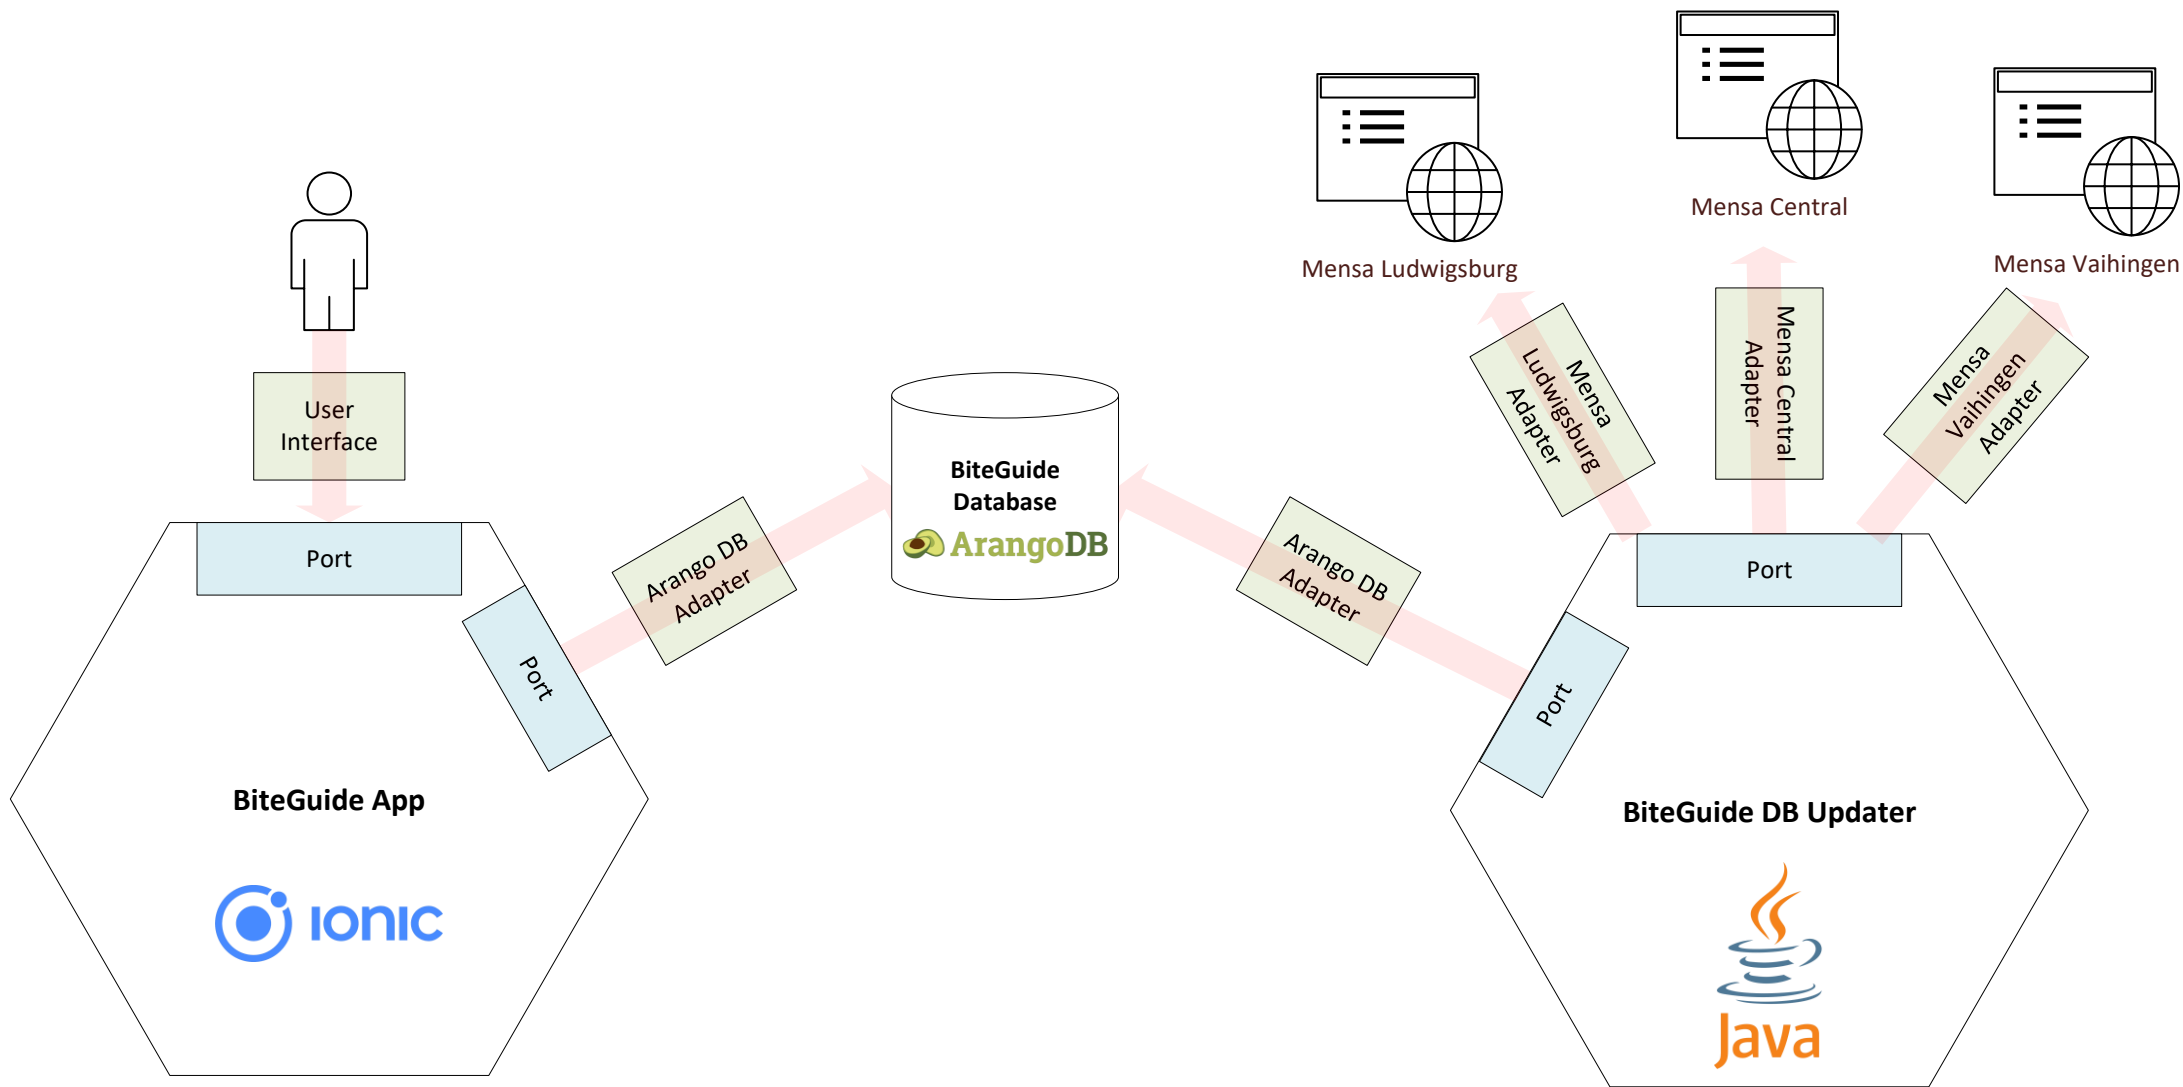 Mensa Ludwigsburg
Mensa Central
Mensa Vaihingen
User
Interface
Port
Port
Arango DB
Adapter
BiteGuide
Database
ArangoDB
Arango DB
Adapter
Mensa
Ludwigsburg
Adapter
Mensa Central
Adapter
Mensa
Vaihingen
Adapter
Port
Port
BiteGuide App
IONIC
BiteGuide DB Updater
Java